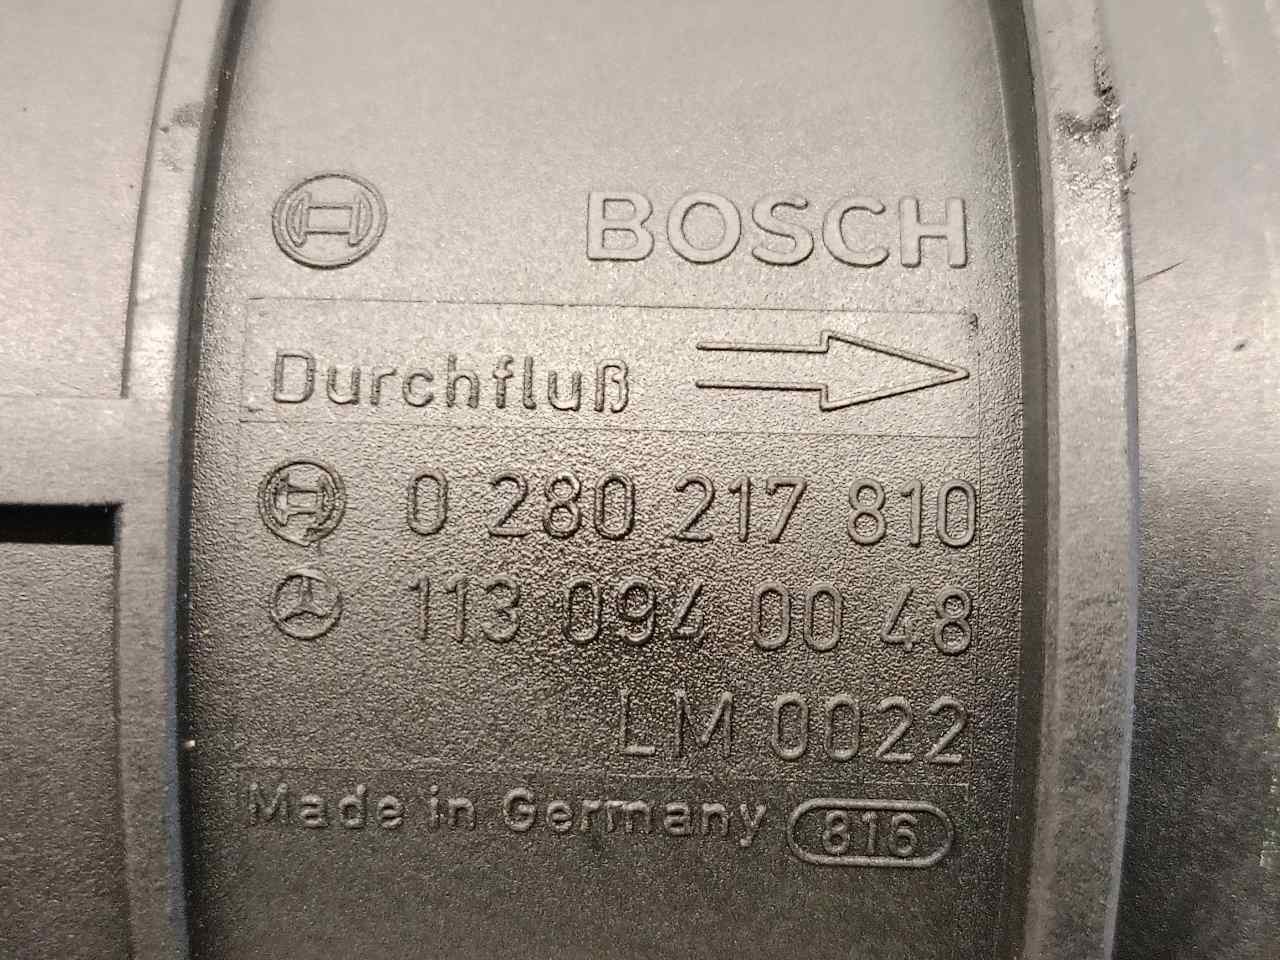 BOSCH
Durchfluß
0 280 217 810
113 094 00 48
LM 0022
Made in Germany 816